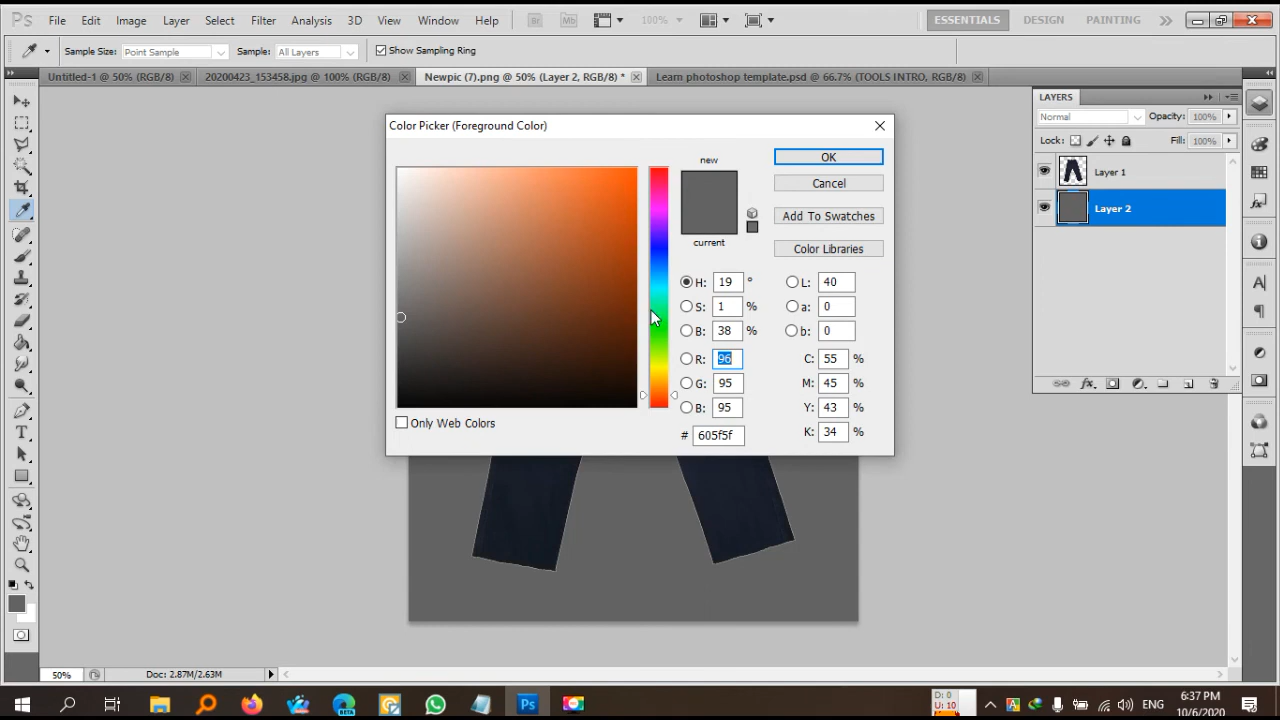 Ps File Edit Image Layer Select Filter Analysis 3D View Window Help Br Mb 100% ESSENTIALS DESIGN PAINTING
Sample Size: Point Sample Sample: All Layers Show Sampling Ring
Untitled-1 @ 50% (RGB/8) 20200423_153458.jpg @ 100% (RGB/8) Newpic (7).png @ 50% (Layer 2, RGB/8) * Learn photoshop template.psd @ 66.7% (TOOLS INTRO, RGB/8)
LAYERS
Normal Opacity: 100%
Lock: Fill: 100%
Layer 1
Layer 2
Color Picker (Foreground Color)
new
current
OK
Cancel
Add To Swatches
Color Libraries
H: 19 ° L: 40
S: 1 % a: 0
B: 38 % b: 0
R: 96 C: 55 %
G: 95 M: 45 %
B: 95 Y: 43 %
# 605f5f K: 34 %
Only Web Colors
50% Doc: 2.87M/2.63M
D: 0
U: 10
ENG
6:37 PM
10/6/2020
BETA
Ps